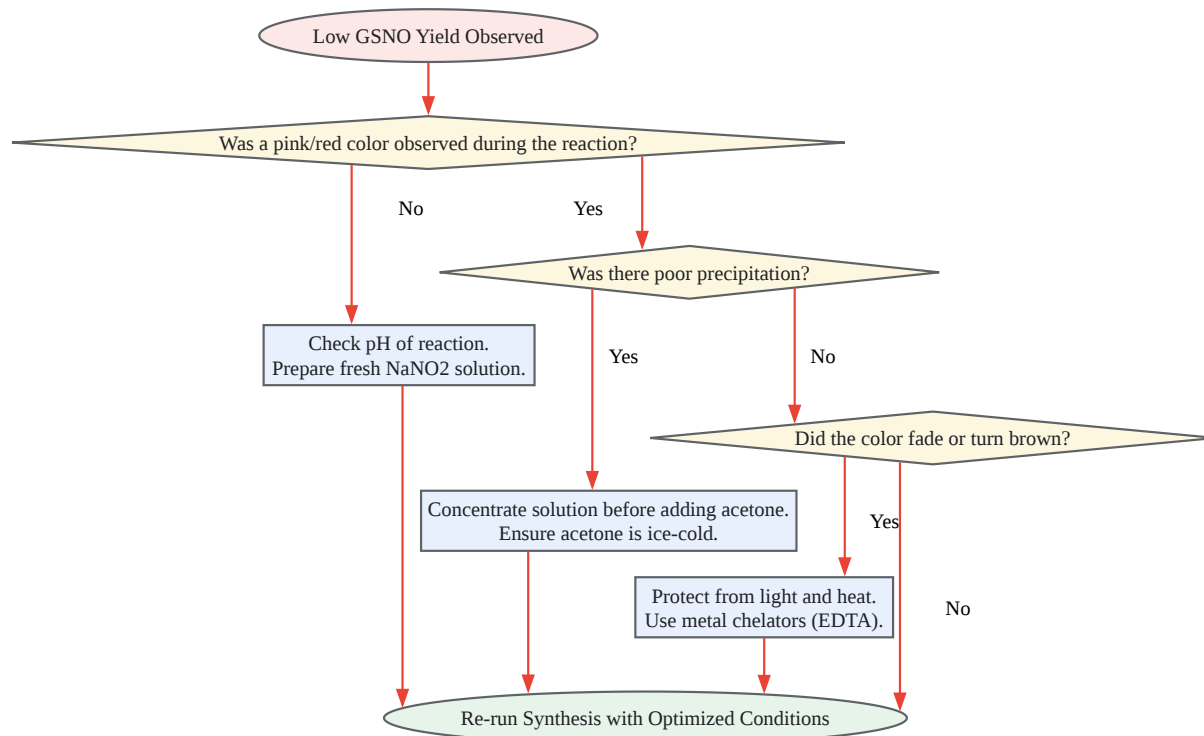 Low GSNO Yield Observed
Was a pink/red color observed during the reaction?
No
Yes
Was there poor precipitation?
Check pH of reaction.
Prepare fresh NaNO2 solution.
Yes
No
Did the color fade or turn brown?
Concentrate solution before adding acetone.
Ensure acetone is ice-cold.
Yes
Protect from light and heat.
Use metal chelators (EDTA).
No
Re-run Synthesis with Optimized Conditions